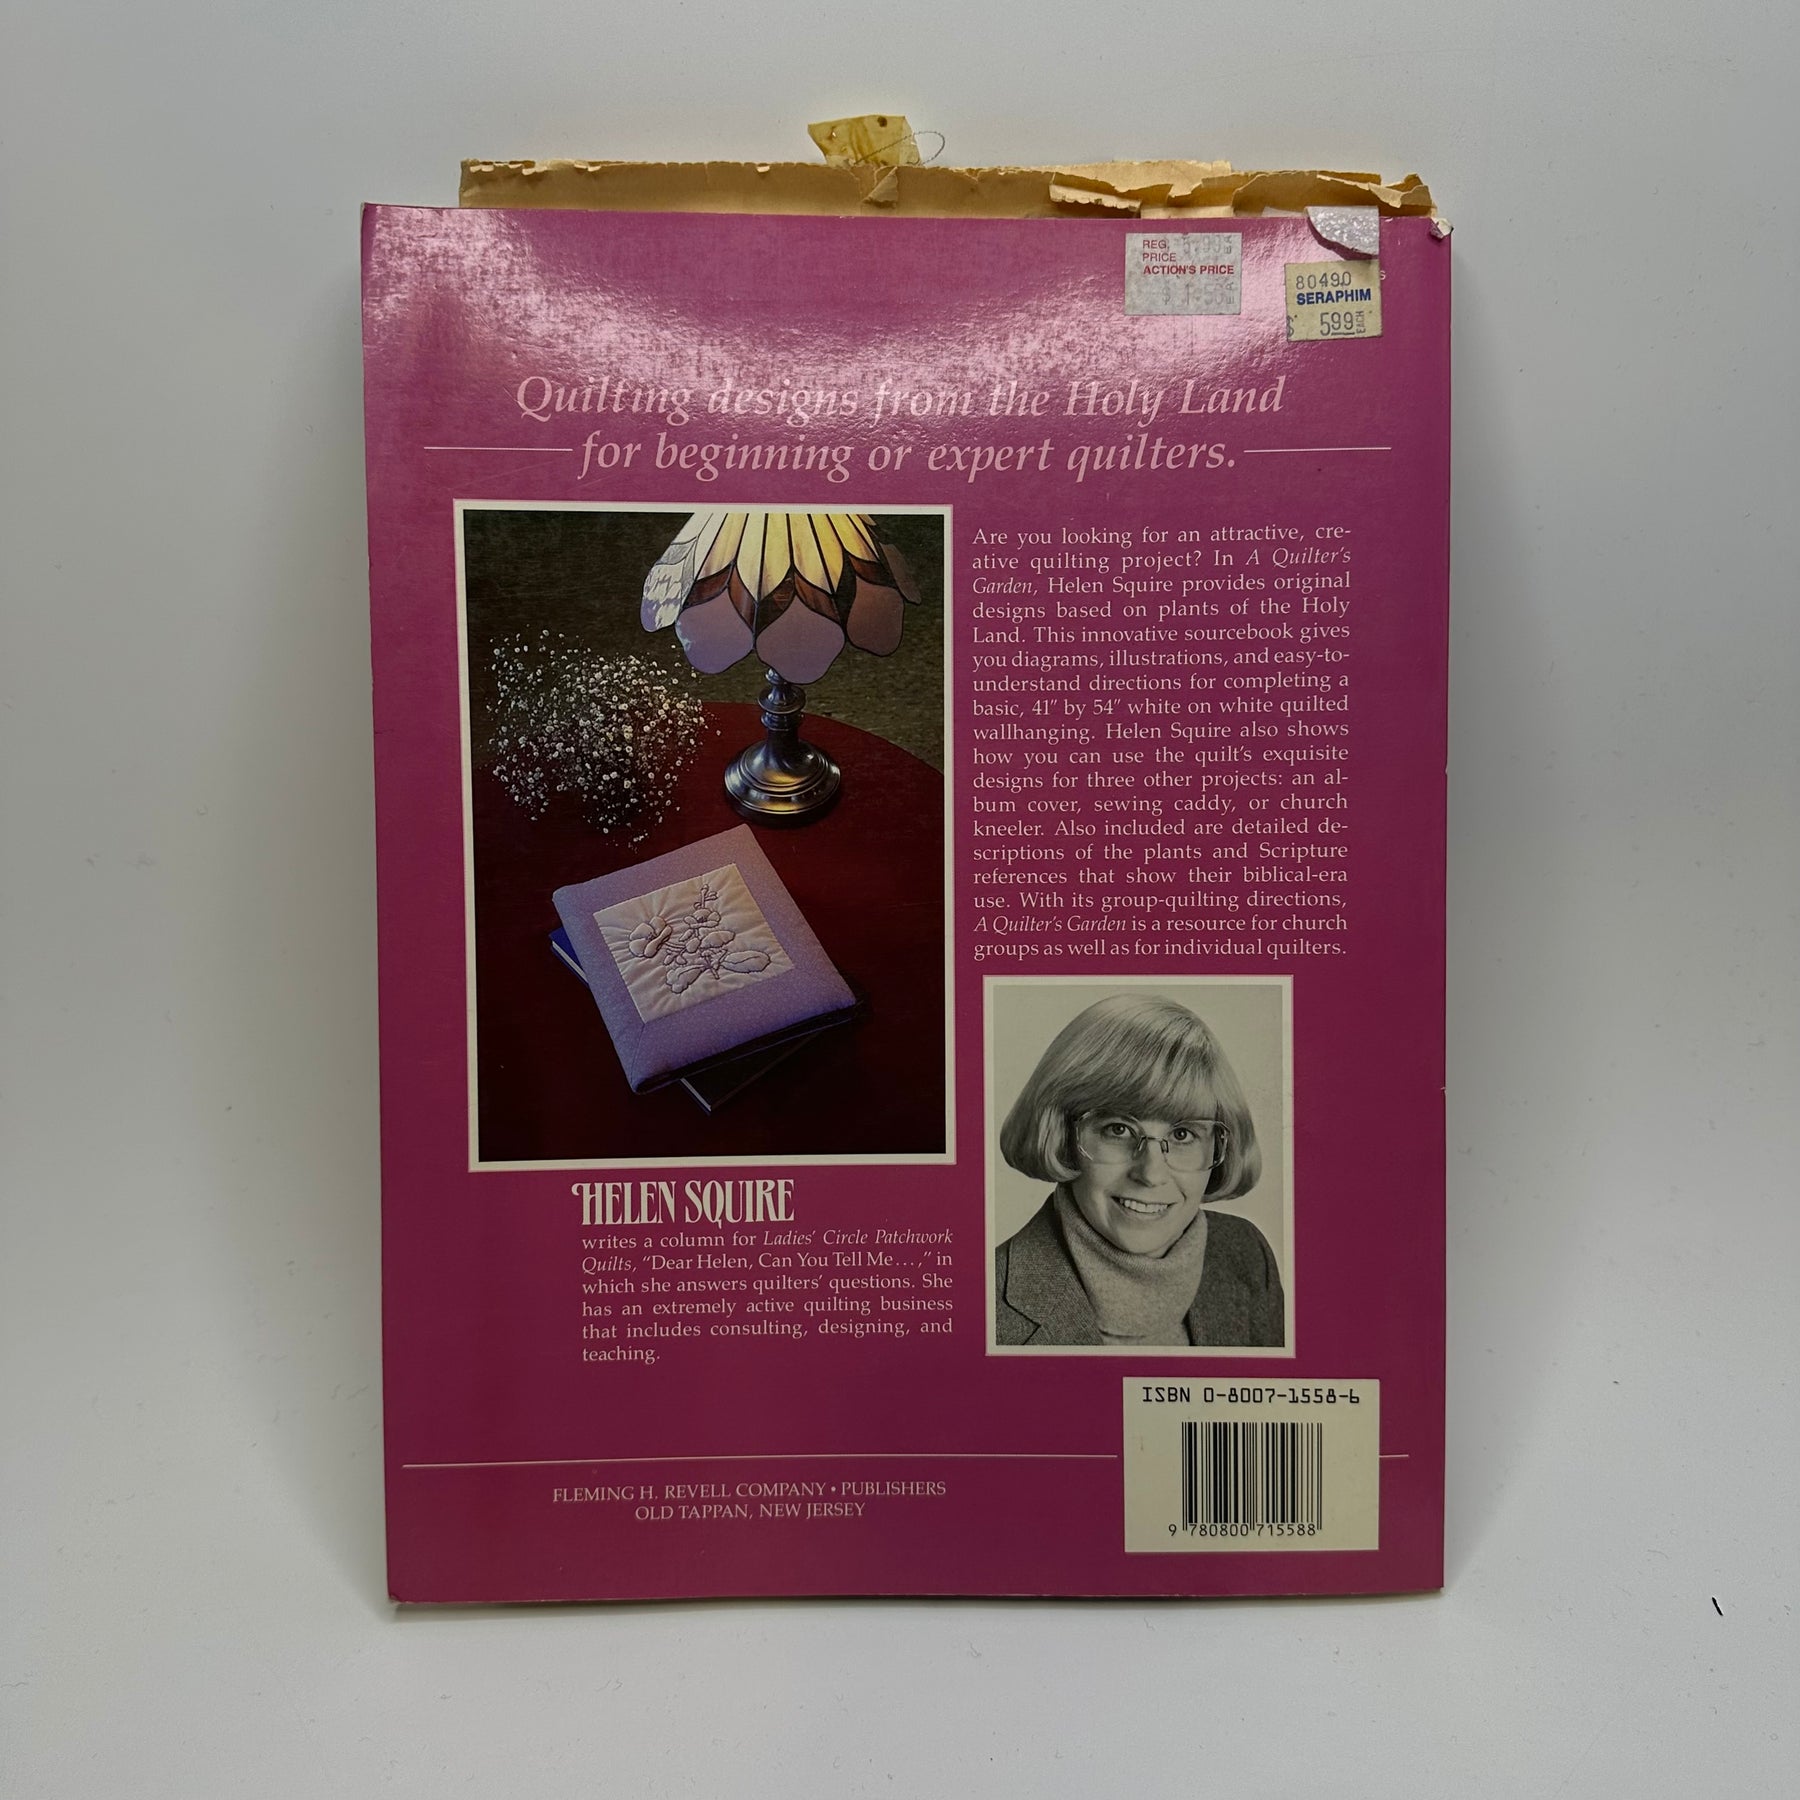 REG.
PRICE
ACTION'S PRICE
80490
SERAPHIM
$ 5.99 EACH
Quilting designs from the Holy Land
for beginning or expert quilters.
Are you looking for an attractive, cre-
ative quilting project? In A Quilter's
Garden, Helen Squire provides original
designs based on plants of the Holy
Land. This innovative sourcebook gives
you diagrams, illustrations, and easy-to-
understand directions for completing a
basic, 41" by 54" white on white quilted
wallhanging. Helen Squire also shows
how you can use the quilt's exquisite
designs for three other projects: an al-
bum cover, sewing caddy, or church
kneeler. Also included are detailed de-
scriptions of the plants and Scripture
references that show their biblical-era
use. With its group-quilting directions,
A Quilter's Garden is a resource for church
groups as well as for individual quilters.
HELEN SQUIRE
writes a column for Ladies' Circle Patchwork
Quilts, "Dear Helen, Can You Tell Me...," in
which she answers quilters' questions. She
has an extremely active quilting business
that includes consulting, designing, and
teaching.
ISBN 0-8007-1558-6
9 780800 715588
FLEMING H. REVELL COMPANY • PUBLISHERS
OLD TAPPAN, NEW JERSEY